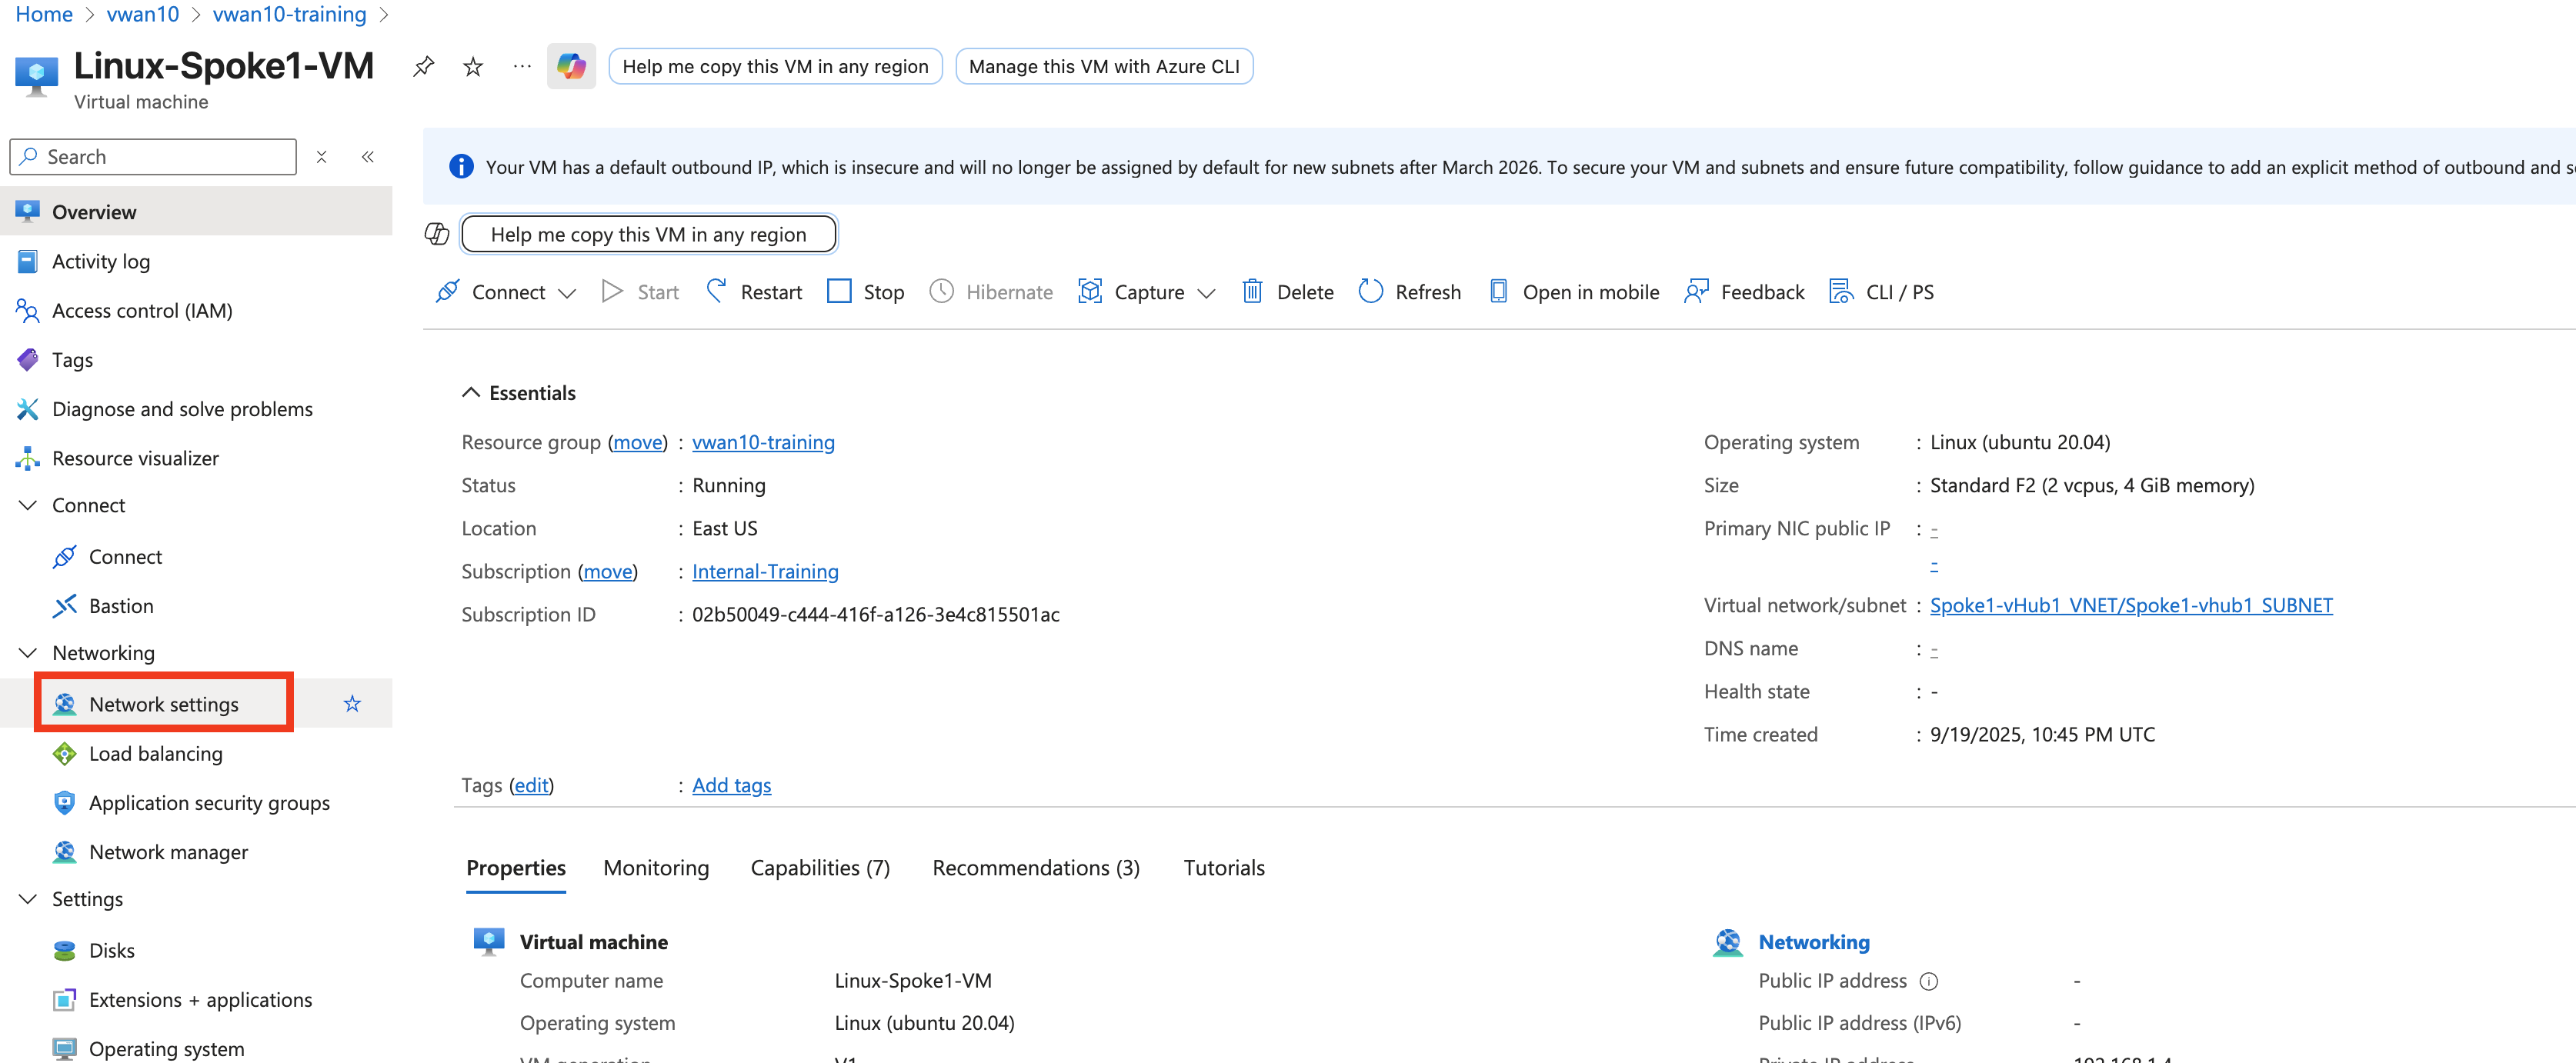 Home > vwan10 > vwan10-training >
Linux-Spoke1-VM
Virtual machine
Help me copy this VM in any region
Manage this VM with Azure CLI
Search
Overview
Activity log
Access control (IAM)
Tags
Diagnose and solve problems
Resource visualizer
Connect
Connect
Bastion
Networking
Network settings
Load balancing
Application security groups
Network manager
Settings
Disks
Extensions + applications
Operating system
Your VM has a default outbound IP, which is insecure and will no longer be assigned by default for new subnets after March 2026. To secure your VM and subnets and ensure future compatibility, follow guidance to add an explicit method of outbound and
Help me copy this VM in any region
Connect Start Restart Stop Hibernate Capture Delete Refresh Open in mobile Feedback CLI / PS
Essentials
Resource group (move) : vwan10-training
Status : Running
Location : East US
Subscription (move) : Internal-Training
Subscription ID : 02b50049-c444-416f-a126-3e4c815501ac
Operating system : Linux (ubuntu 20.04)
Size : Standard F2 (2 vcpus, 4 GiB memory)
Primary NIC public IP : -
-
Virtual network/subnet : Spoke1-vHub1_VNET/Spoke1-vhub1_SUBNET
DNS name : -
Health state : -
Time created : 9/19/2025, 10:45 PM UTC
Tags (edit) : Add tags
Properties Monitoring Capabilities (7) Recommendations (3) Tutorials
Virtual machine
Computer name Linux-Spoke1-VM
Operating system Linux (ubuntu 20.04)
VM generation V1
Networking
Public IP address -
Public IP address (IPv6) -
Private IP address 192.168.1.4